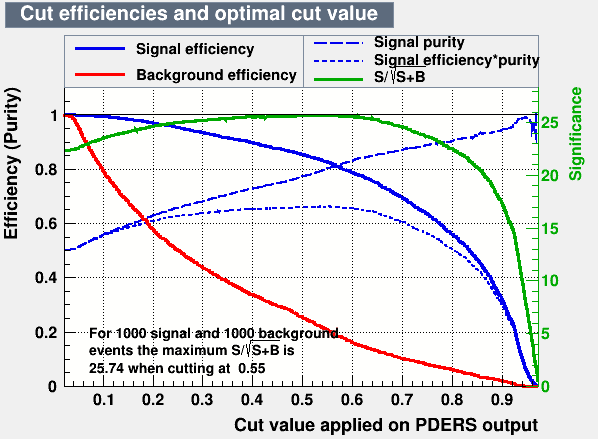 Cut efficiencies and optimal cut value
Signal efficiency
Background efficiency
Signal purity
Signal efficiency*purity
S/√S+B
Efficiency (Purity)
1
0.8
0.6
0.4
0.2
0
25
20
15
10
5
0
Significance
For 1000 signal and 1000 background
events the maximum S/√S+B is
25.74 when cutting at 0.55
0.1 0.2 0.3 0.4 0.5 0.6 0.7 0.8 0.9
Cut value applied on PDERS output